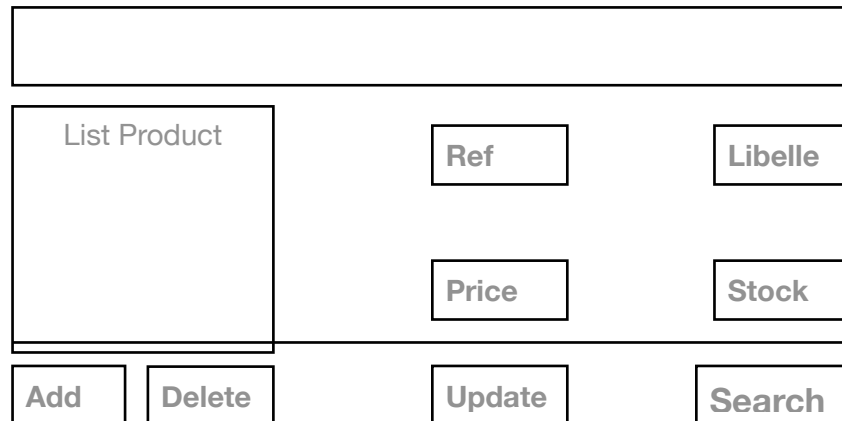 List Product
Ref
Libelle
Price
Stock
Add
Delete
Update
Search